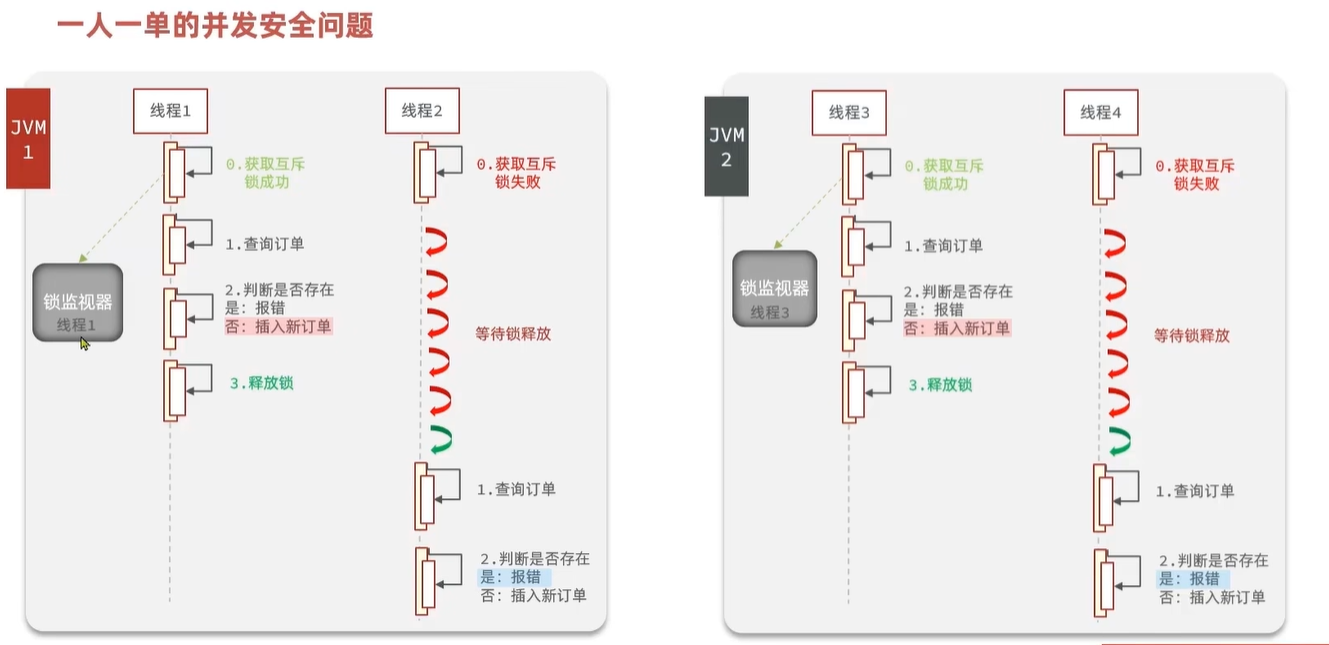 一人一单的并发安全问题
JVM
1
线程1
线程2
0.获取互斥
锁成功
0.获取互斥
锁失败
1.查询订单
锁监视器
线程1
2.判断是否存在
是：报错
否：插入新订单
等待锁释放
3.释放锁
1.查询订单
2.判断是否存在
是：报错
否：插入新订单
JVM
2
线程3
线程4
0.获取互斥
锁成功
0.获取互斥
锁失败
1.查询订单
锁监视器
线程3
2.判断是否存在
是：报错
否：插入新订单
等待锁释放
3.释放锁
1.查询订单
2.判断是否存在
是：报错
否：插入新订单